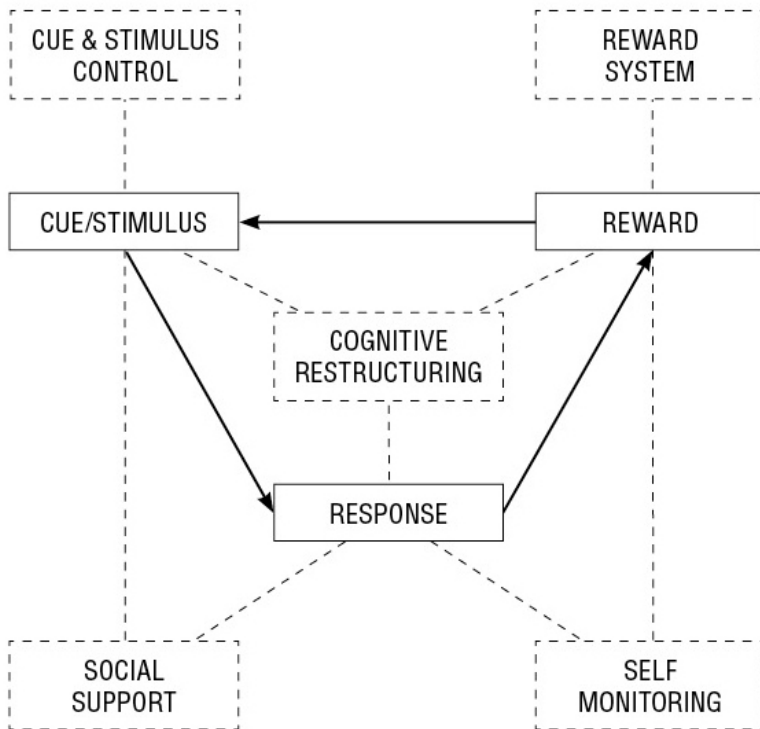 CUE & STIMULUS
CONTROL
REWARD
SYSTEM
CUE/STIMULUS
REWARD
COGNITIVE
RESTRUCTURING
RESPONSE
SOCIAL
SUPPORT
SELF
MONITORING